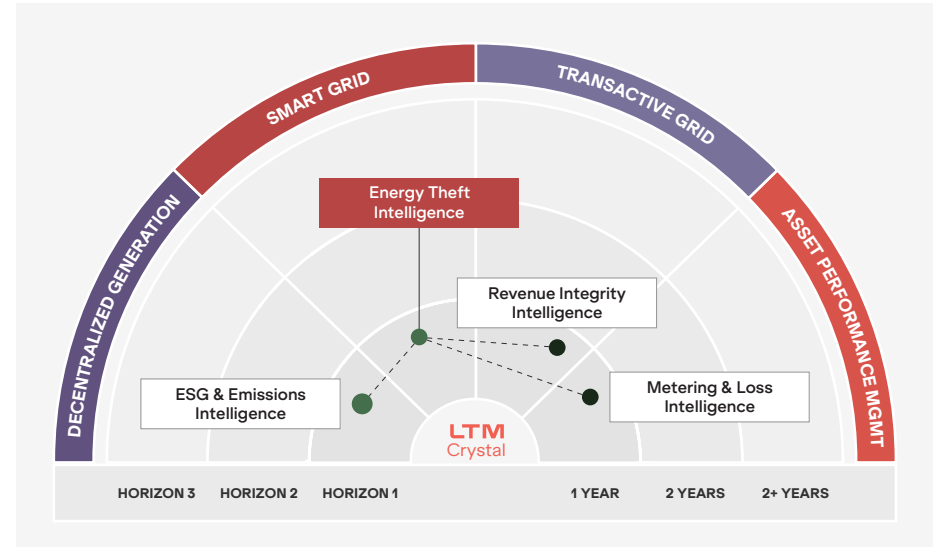 DECENTRALIZED GENERATION
SMART GRID
TRANSACTIVE GRID
ASSET PERFORMANCE MGMT
Energy Theft
Intelligence
Revenue Integrity
Intelligence
ESG & Emissions
Intelligence
Metering & Loss
Intelligence
LTM
Crystal
HORIZON 3
HORIZON 2
HORIZON 1
1 YEAR
2 YEARS
2+ YEARS